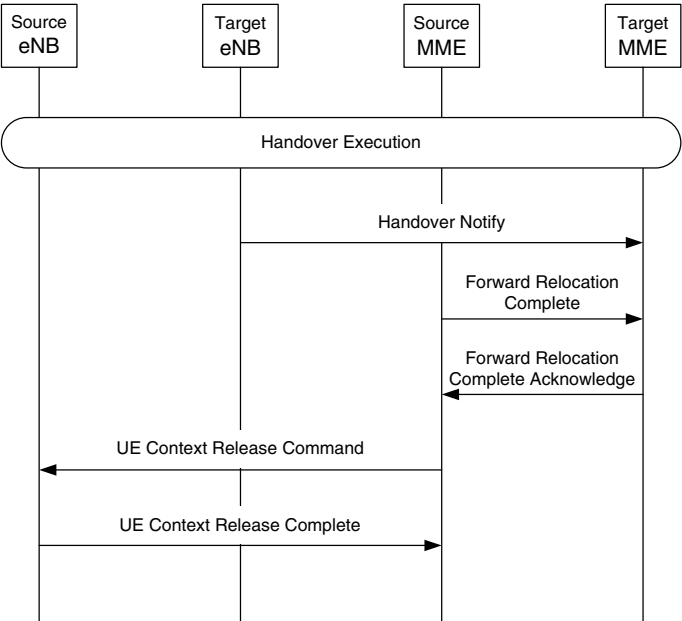 Source
eNB
Target
eNB
Source
MME
Target
MME
Handover Execution
Handover Notify
Forward Relocation
Complete
Forward Relocation
Complete Acknowledge
UE Context Release Command
UE Context Release Complete